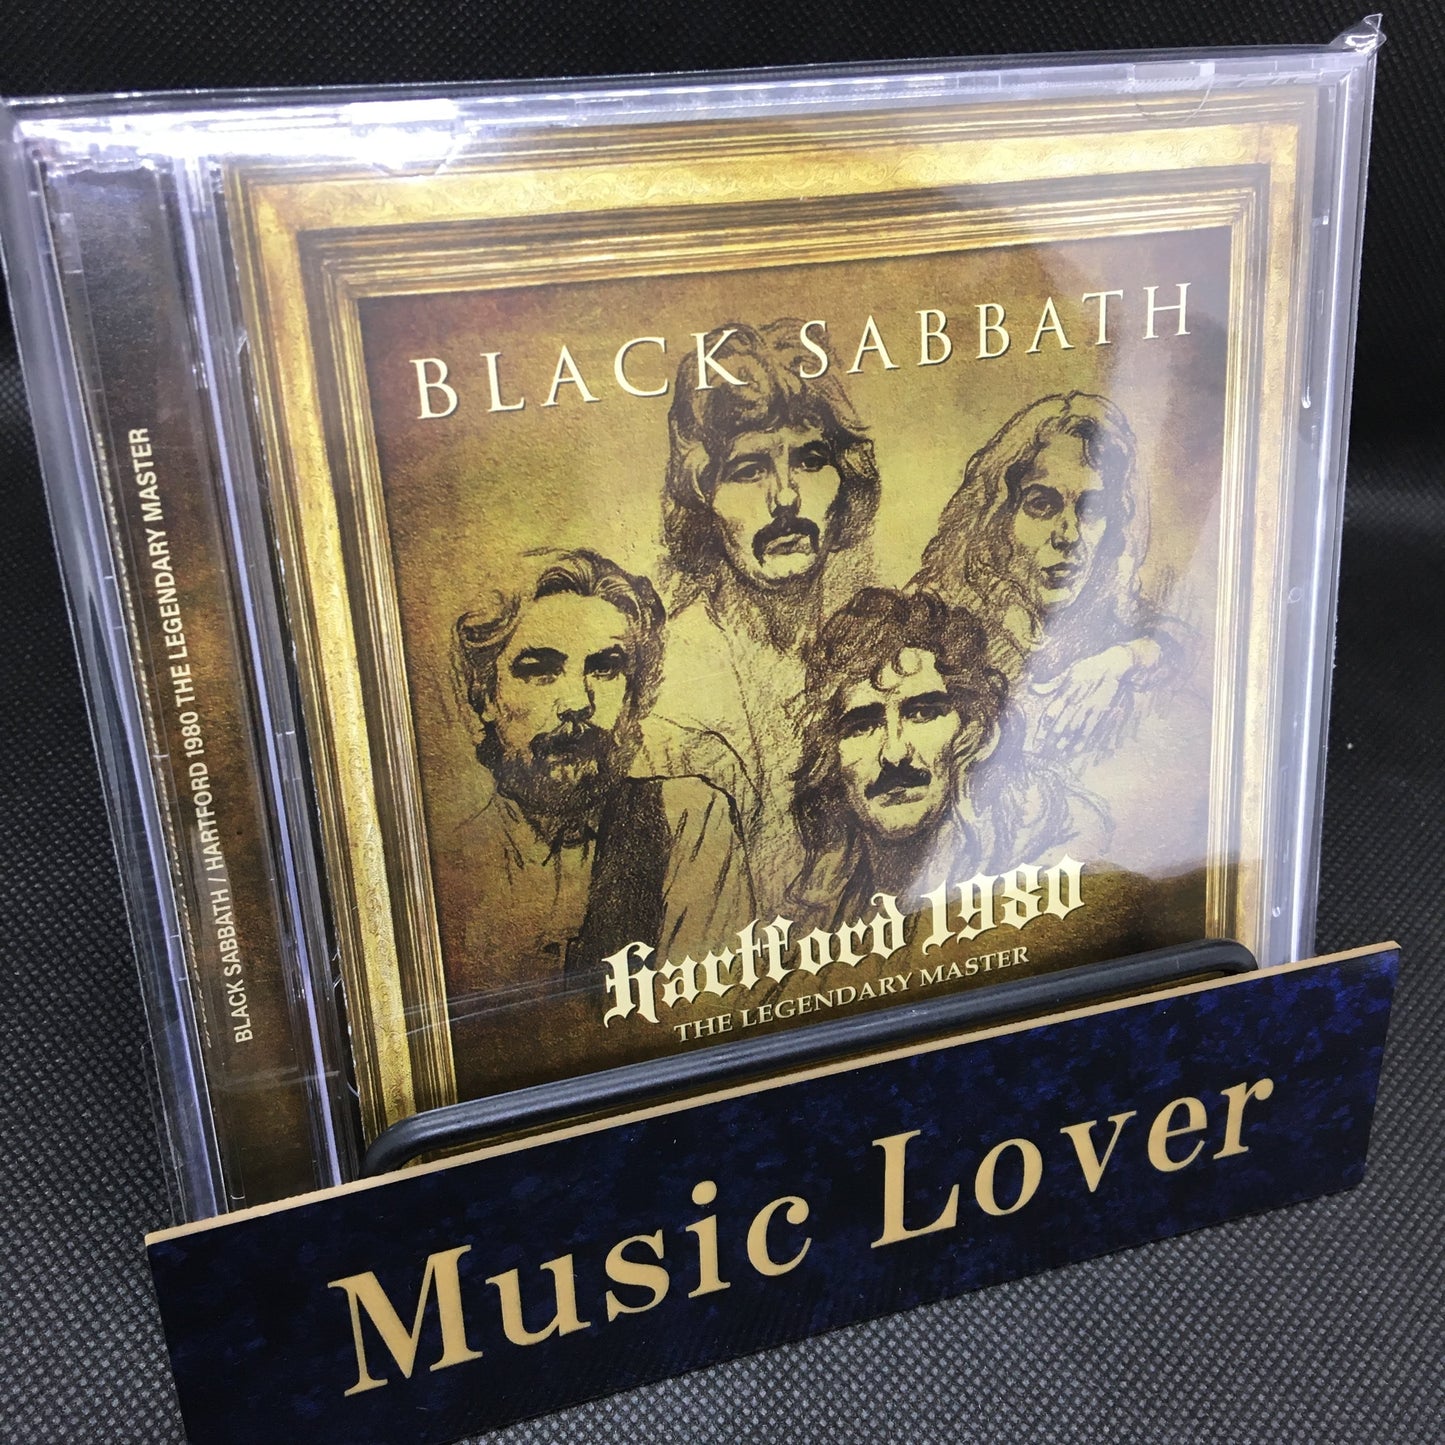 BLACK SABBATH
Hartford 1980
THE LEGENDARY MASTER
BLACK SABBATH / HARTFORD 1980 THE LEGENDARY MASTER
Music Lover